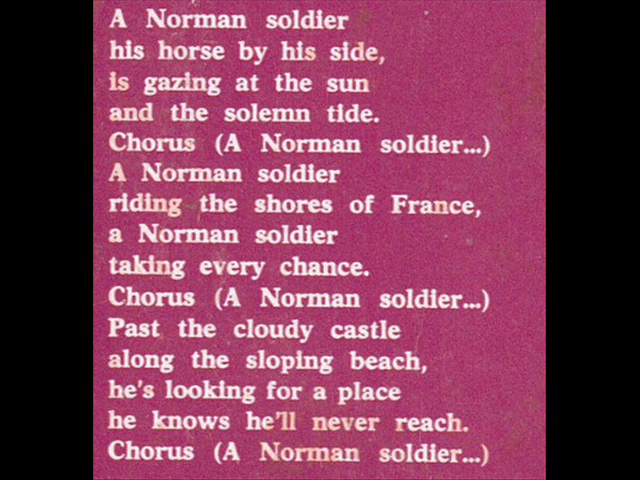 A Norman soldier
his horse by his side,
is gazing at the sun
and the solemn tide.
Chorus (A Norman soldier...)
A Norman soldier
riding the shores of France,
a Norman soldier
taking every chance.
Chorus (A Norman soldier...)
Past the cloudy castle
along the sloping beach,
he's looking for a place
he knows he'll never reach.
Chorus (A Norman soldier...)